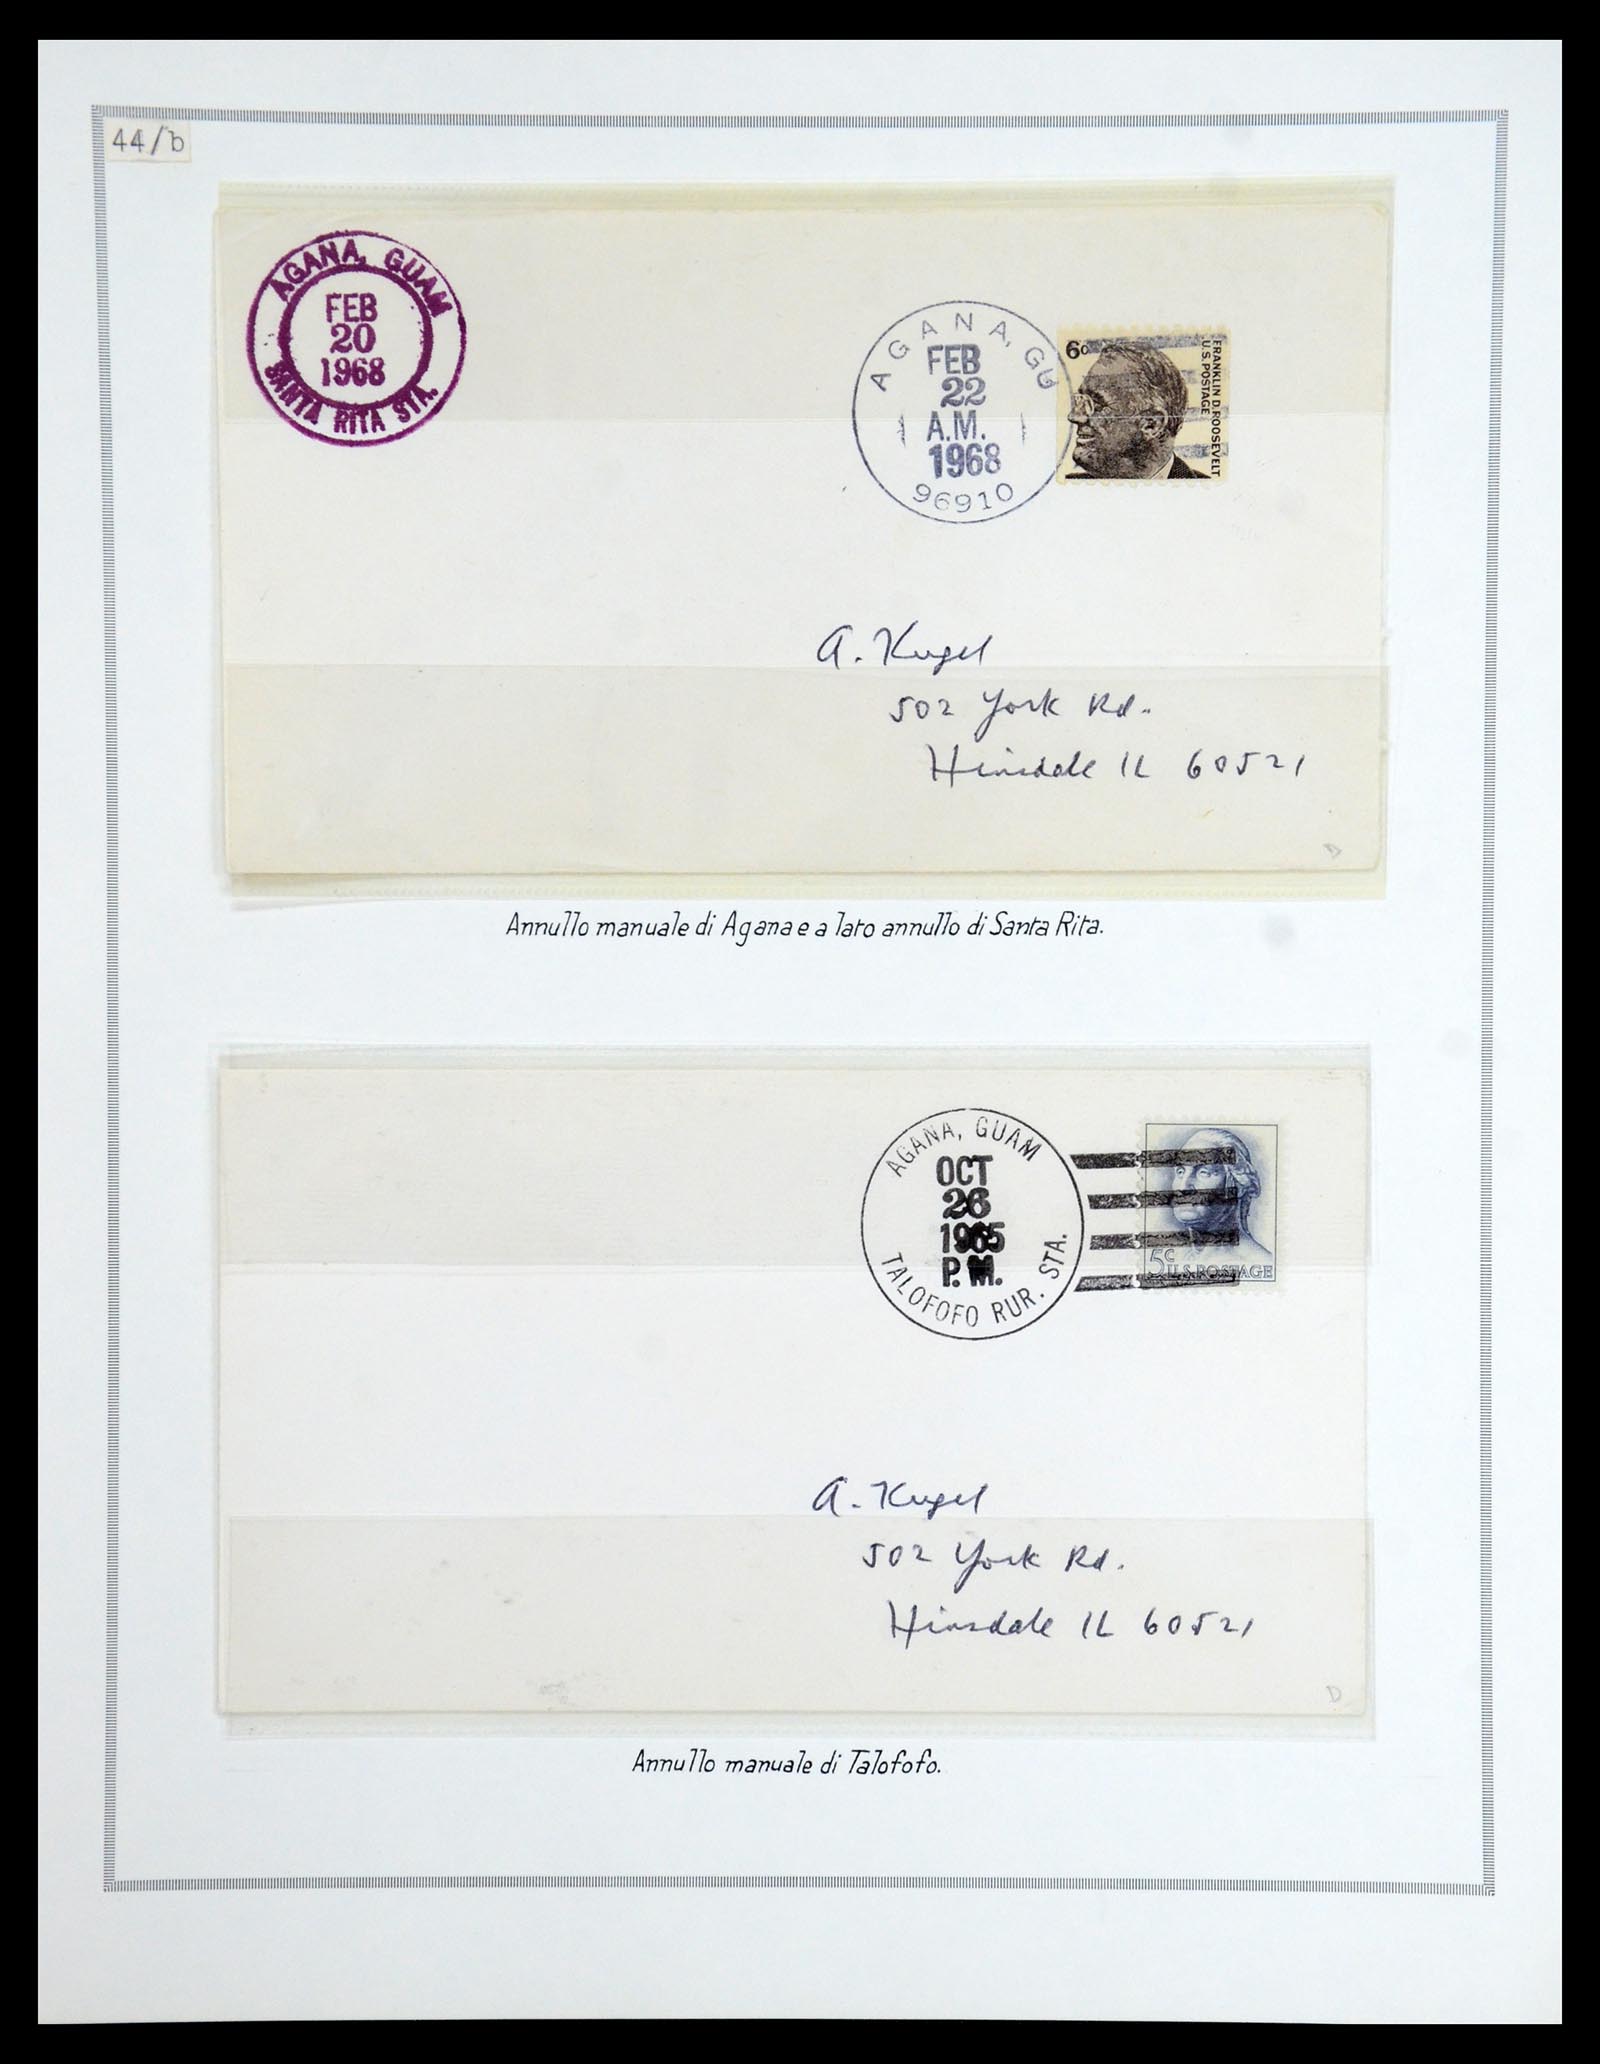 44/b
AGANA, GUAM
FEB
20
1968
SANTA RITA STA.
AGANA, GU
FEB
22
A.M.
1968
96910
6c
FRANKLIN D. ROOSEVELT
U.S. POSTAGE
A. Kugel
502 York Rd.
Hinsdale IL 60521
D
Annullo manuale di Agana e a lato annullo di Santa Rita.
AGANA, GUAM
OCT
26
1965
P. M.
TALOFOFO RUR. STA.
5c
U.S. POSTAGE
A. Kugel
502 York Rd.
Hinsdale IL 60521
D
Annullo manuale di Talofofo.